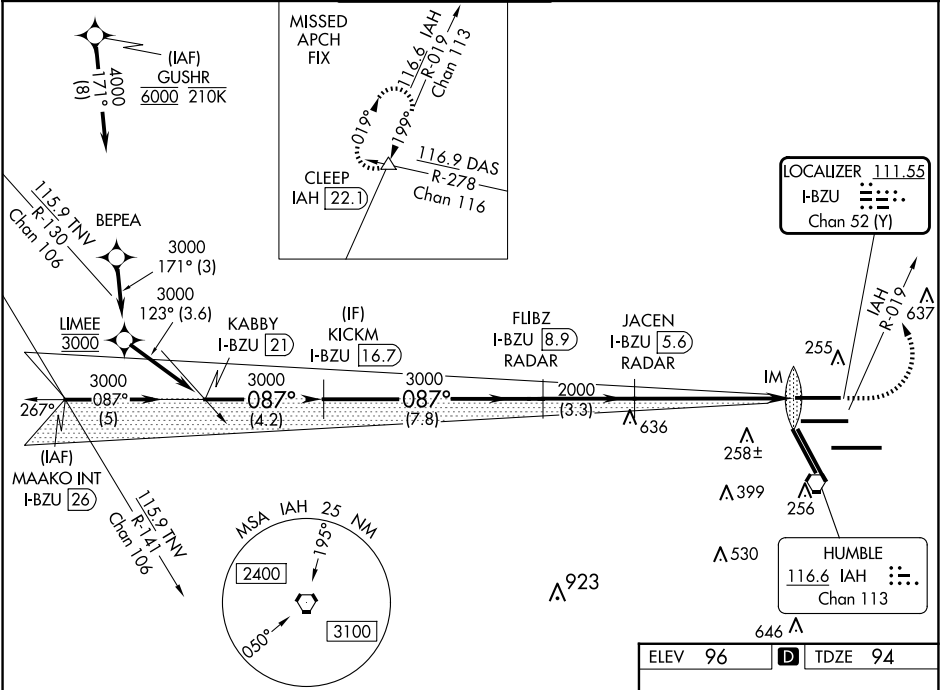 MISSED
APCH
FIX
116.6 IAH
R-019
Chan 113
019°
199°
CLEEP
IAH 22.1
116.9 DAS
R-278
Chan 116
(IAF)
GUSHR
6000 210K
4000
171°
(8)
115.9 TNV
R-130
Chan 106
BEPEA
3000
171° (3)
3000
123° (3.6)
LIMEE
3000
KABBY
I-BZU 21
(IF)
KICKM
I-BZU 16.7
FLIBZ
I-BZU 8.9
RADAR
JACEN
I-BZU 5.6
RADAR
LOCALIZER 111.55
I-BZU
Chan 52 (Y)
IAH
R-019
637
255
IM
267°
3000
087°
(5)
3000
087°
(4.2)
3000
087°
(7.8)
2000
(3.3)
636
258±
399
256
530
923
646
(IAF)
MAAKO INT
I-BZU 26
115.9 TNV
R-141
Chan 106
MSA IAH 25 NM
195°
2400
050°
3100
HUMBLE
116.6 IAH
Chan 113
ELEV 96 D TDZE 94